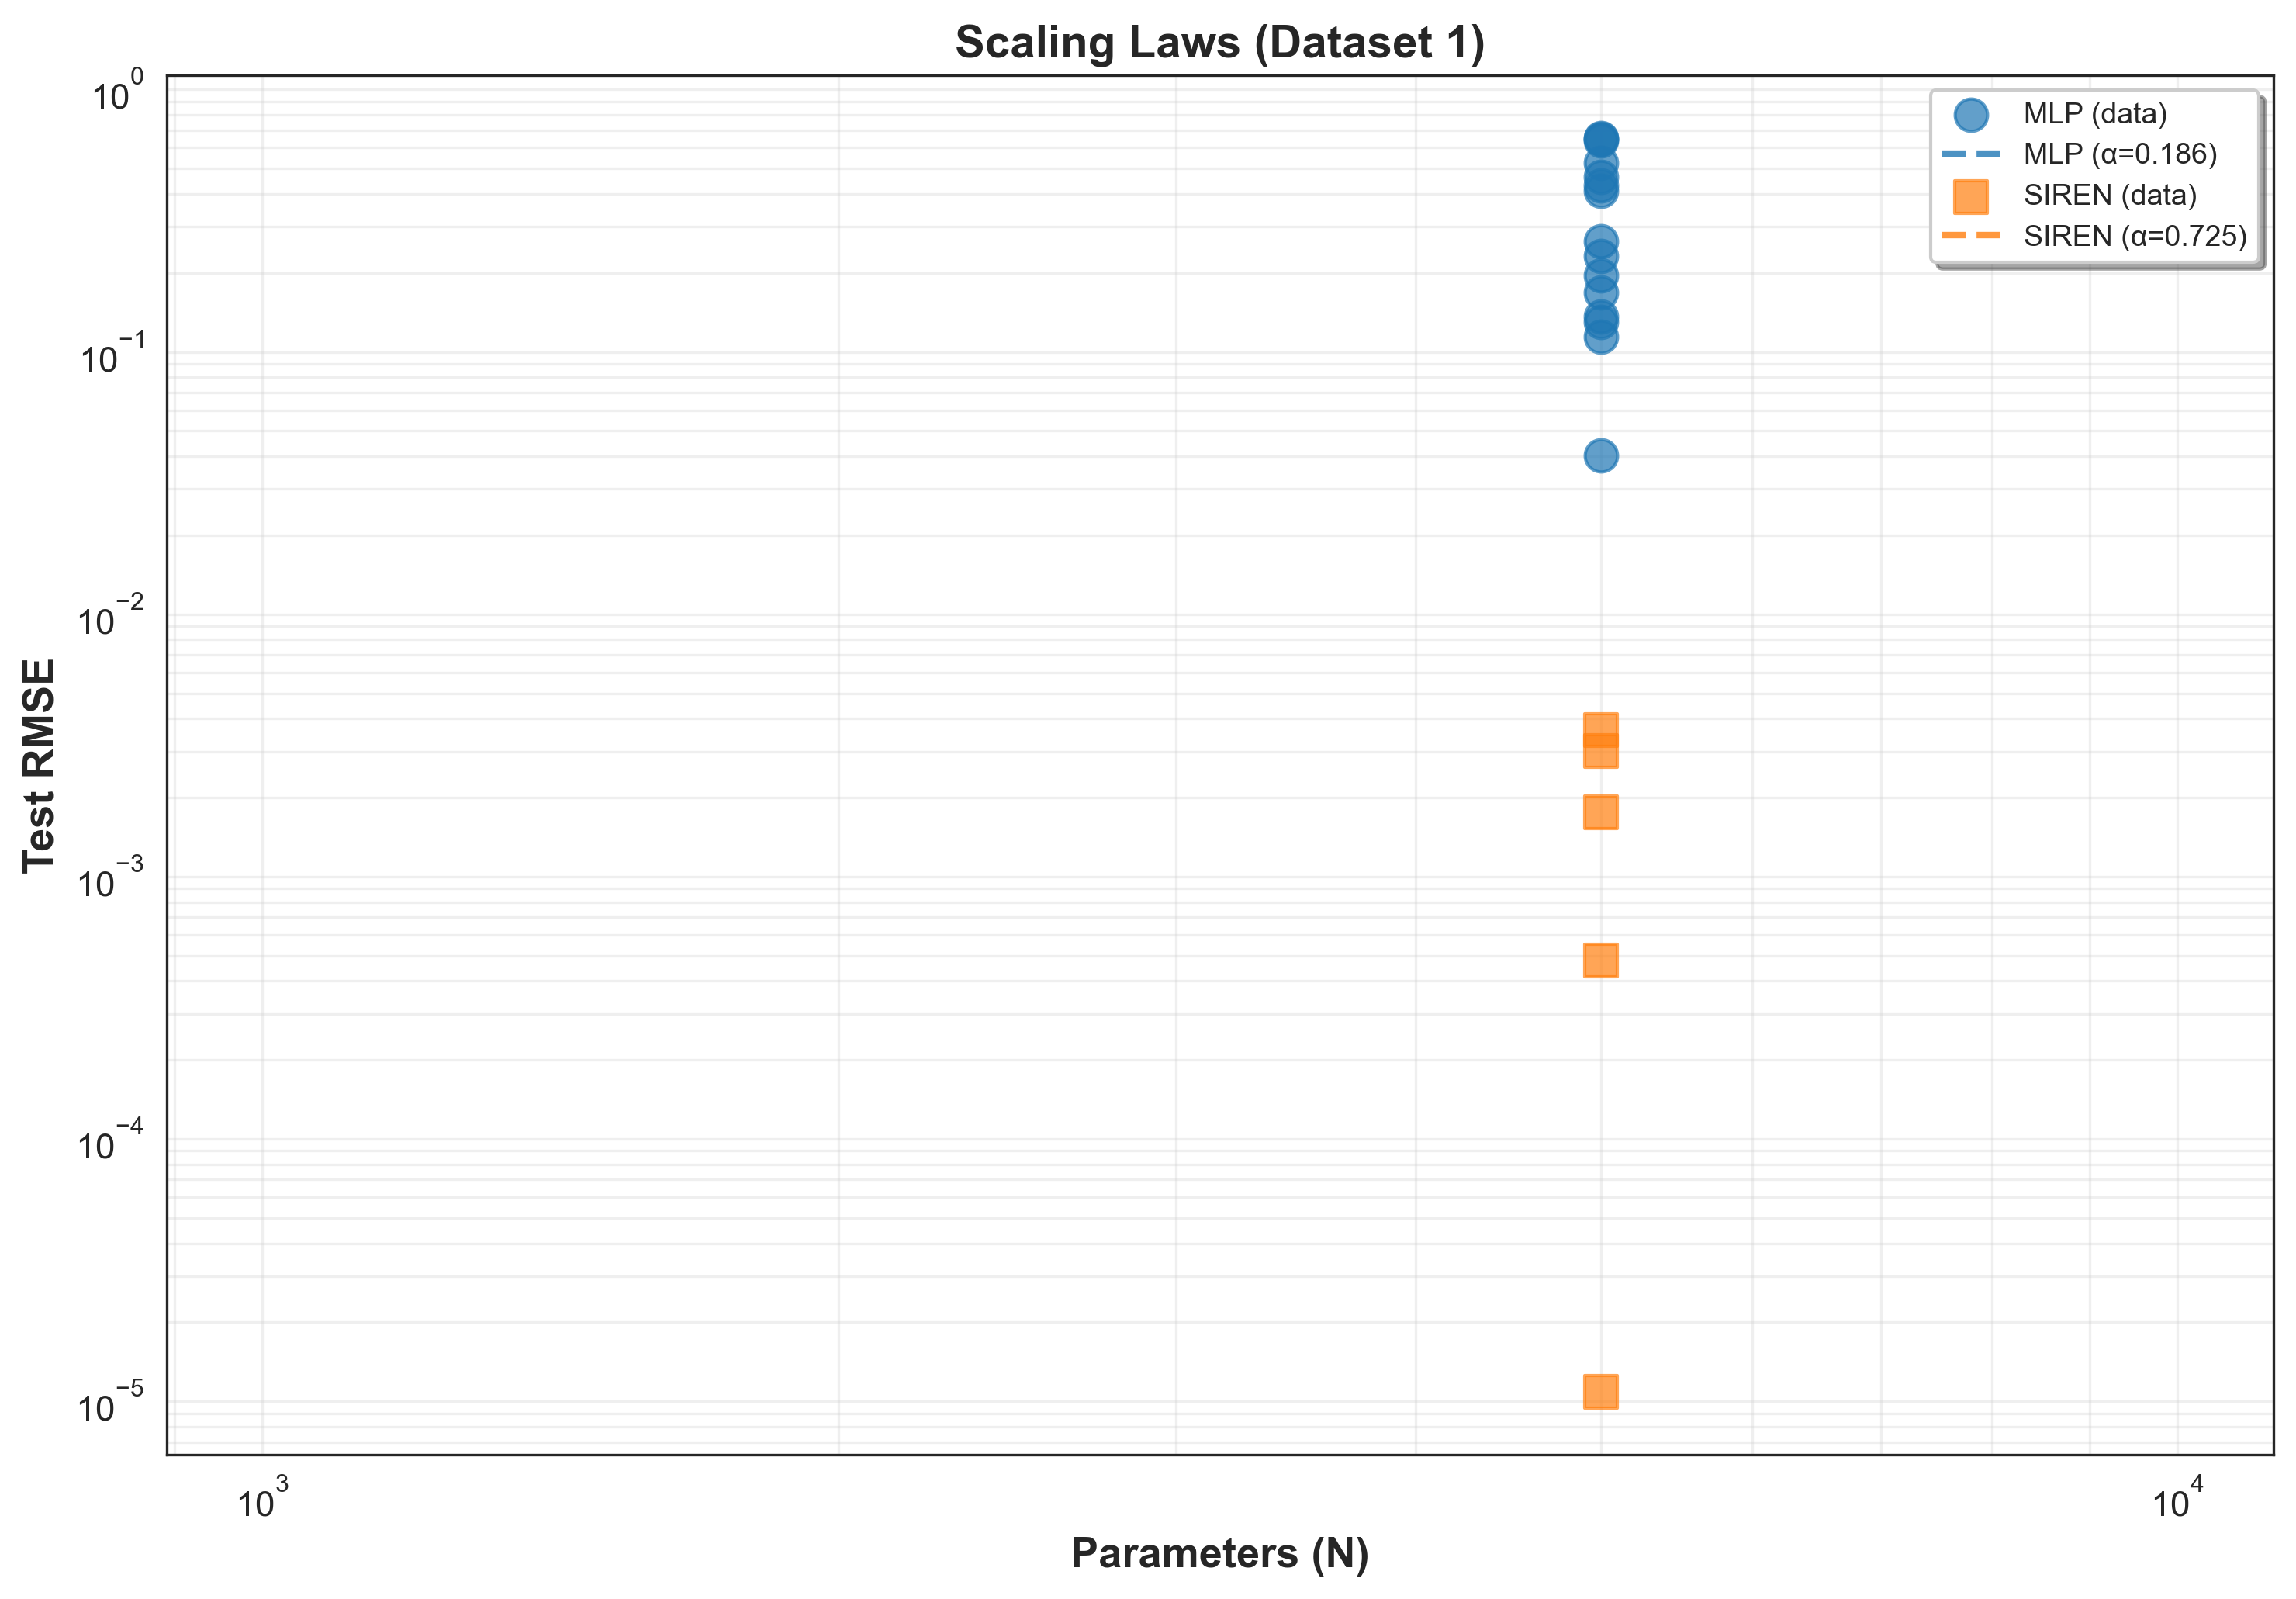 Scaling Laws (Dataset 1)
10^0
10^−1
10^−2
10^−3
10^−4
10^−5
Test RMSE
MLP (data)
MLP (α=0.186)
SIREN (data)
SIREN (α=0.725)
10^3
10^4
Parameters (N)